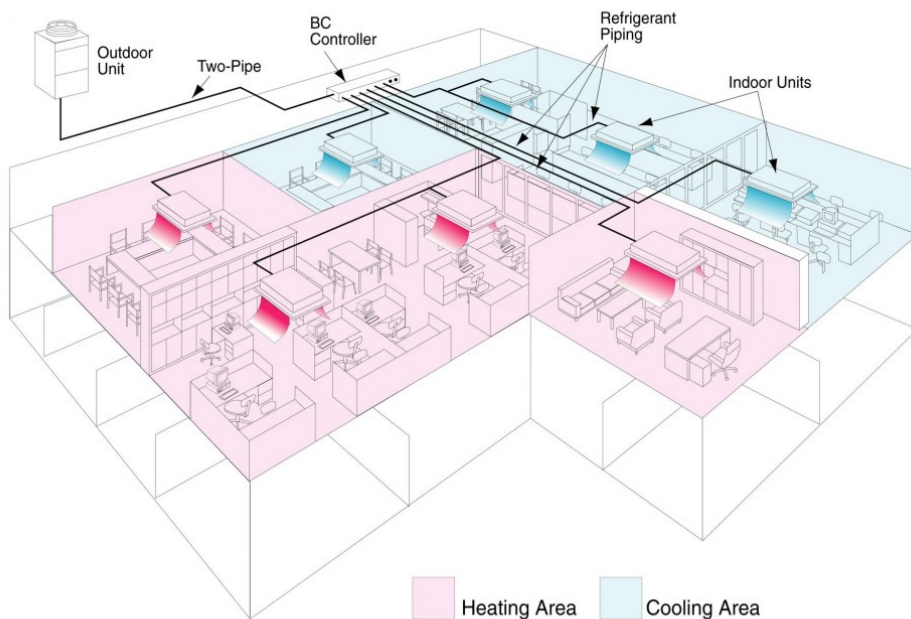 Outdoor
Unit
Two-Pipe
BC
Controller
Refrigerant
Piping
Indoor Units
Heating Area
Cooling Area